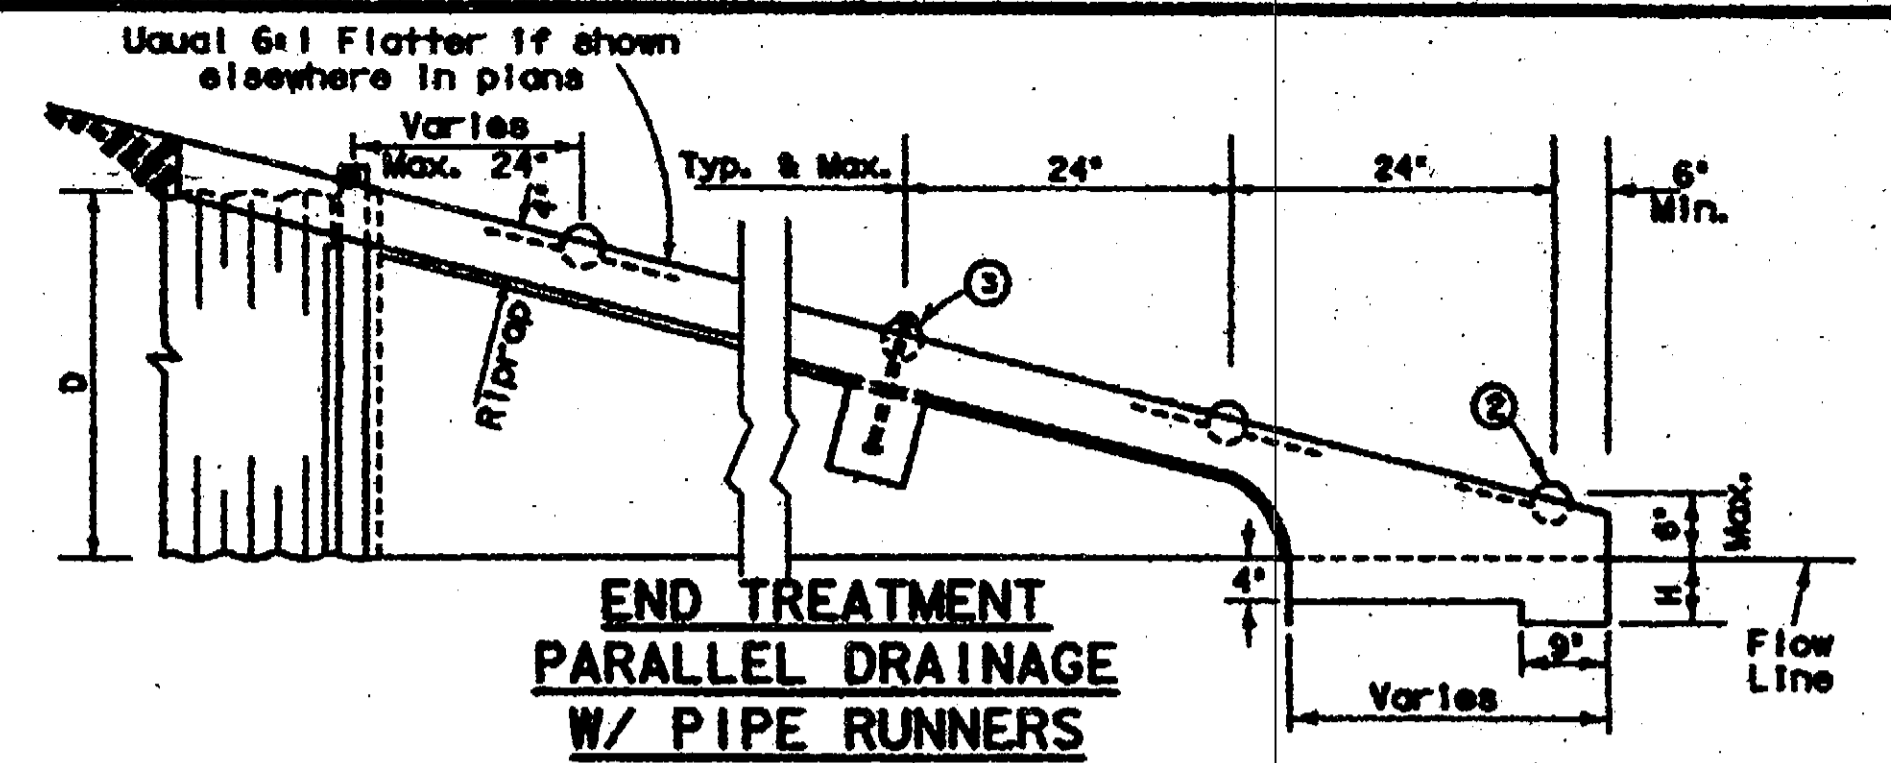 Usual 6:1 Flatter if shown
elsewhere in plans
Varies
Max. 24"
Typ. & Max.
24"
24"
6"
Min.
4"
D
Riprap
3
2
6"
Max.
4"
H
9"
Varies
Flow
Line
END TREATMENT
PARALLEL DRAINAGE
W/ PIPE RUNNERS